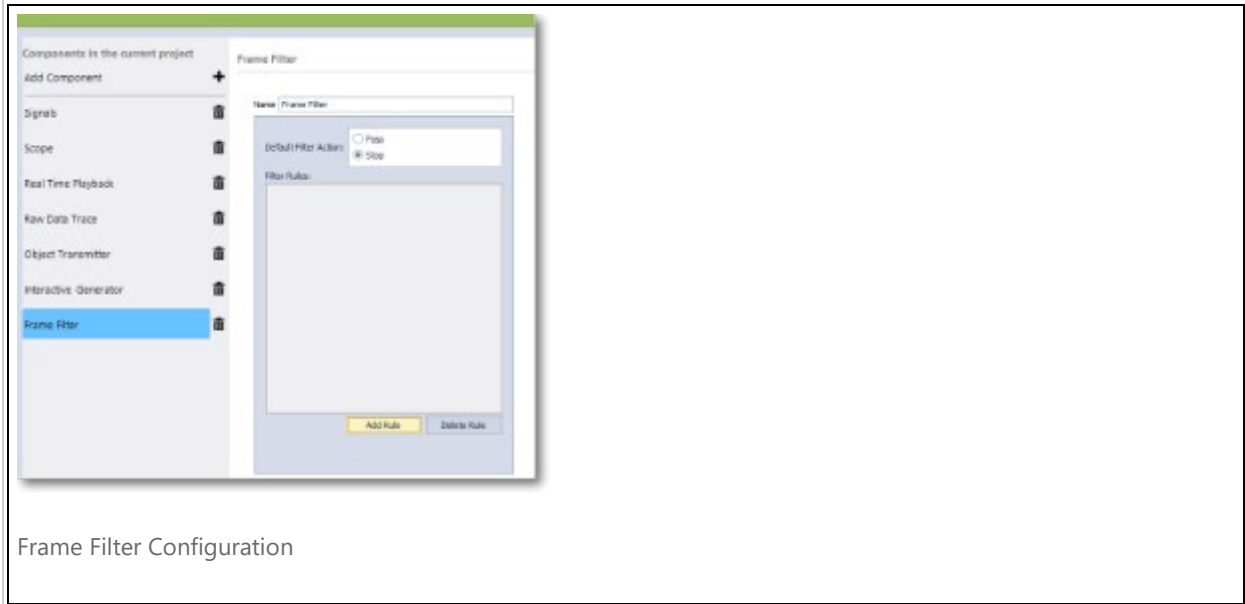 Components in the current project
Add Component
Signals
Scope
Real Time Playback
Raw Data Trace
Object Transmitter
Interactive Generator
Frame Filter
Frame Filter
Name Frame Filter
Default Filter Action:
Pass
Stop
Filter Rules:
Add Rule Delete Rule
Frame Filter Configuration